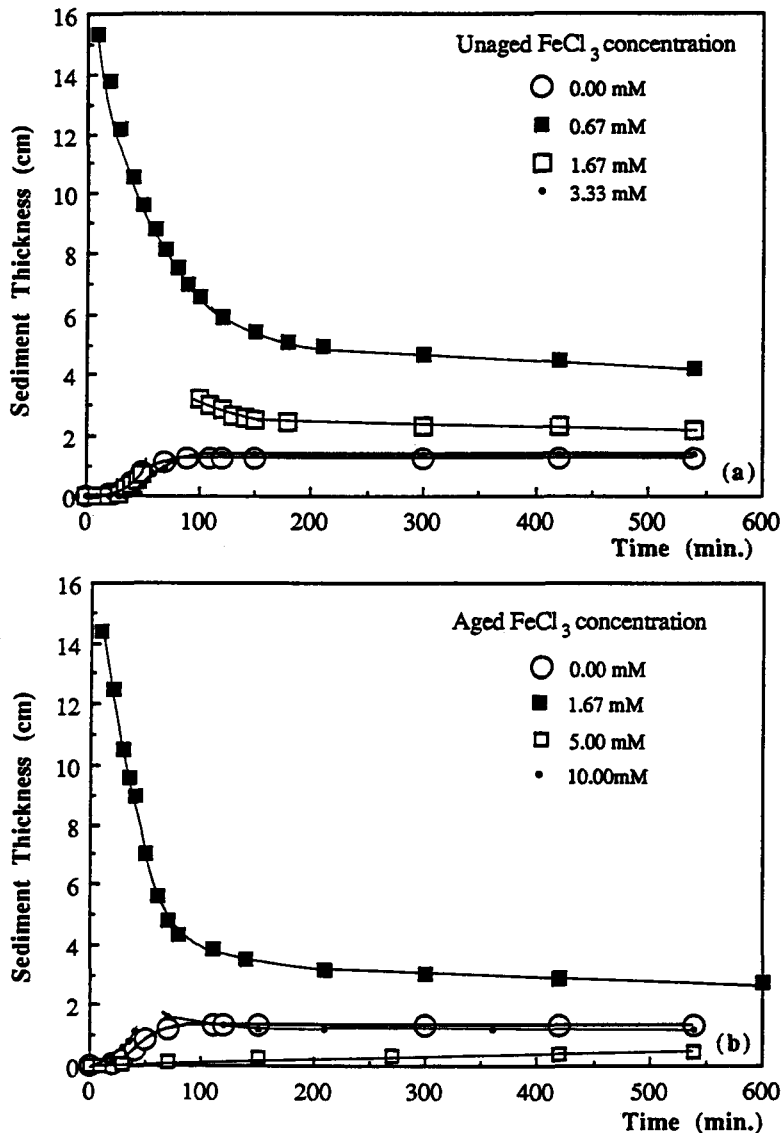 16
14
12
10
8
6
4
2
0
Sediment Thickness (cm)
Unaged FeCl3 concentration
0.00 mM
0.67 mM
1.67 mM
3.33 mM
(a)
0 100 200 300 400 500 600
Time (min.)
16
14
12
10
8
6
4
2
0
Sediment Thickness (cm)
Aged FeCl3 concentration
0.00 mM
1.67 mM
5.00 mM
10.00mM
(b)
0 100 200 300 400 500 600
Time (min.)